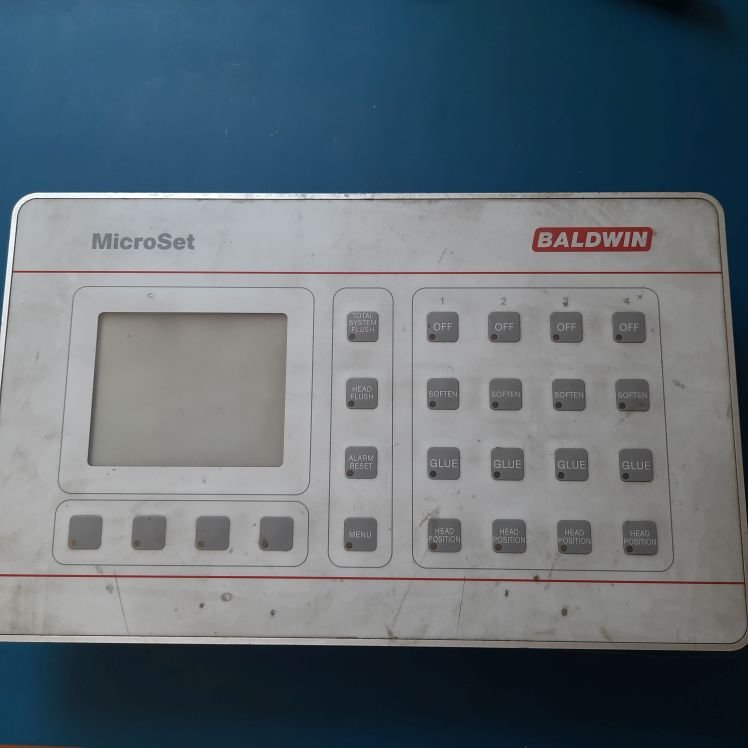 MicroSet
BALDWIN
1 2 3 4
TOTAL
SYSTEM
FLUSH
OFF OFF OFF OFF
HEAD
FLUSH
SOFTEN SOFTEN SOFTEN SOFTEN
ALARM
RESET
GLUE GLUE GLUE GLUE
MENU
HEAD HEAD HEAD HEAD
POSITION POSITION POSITION POSITION